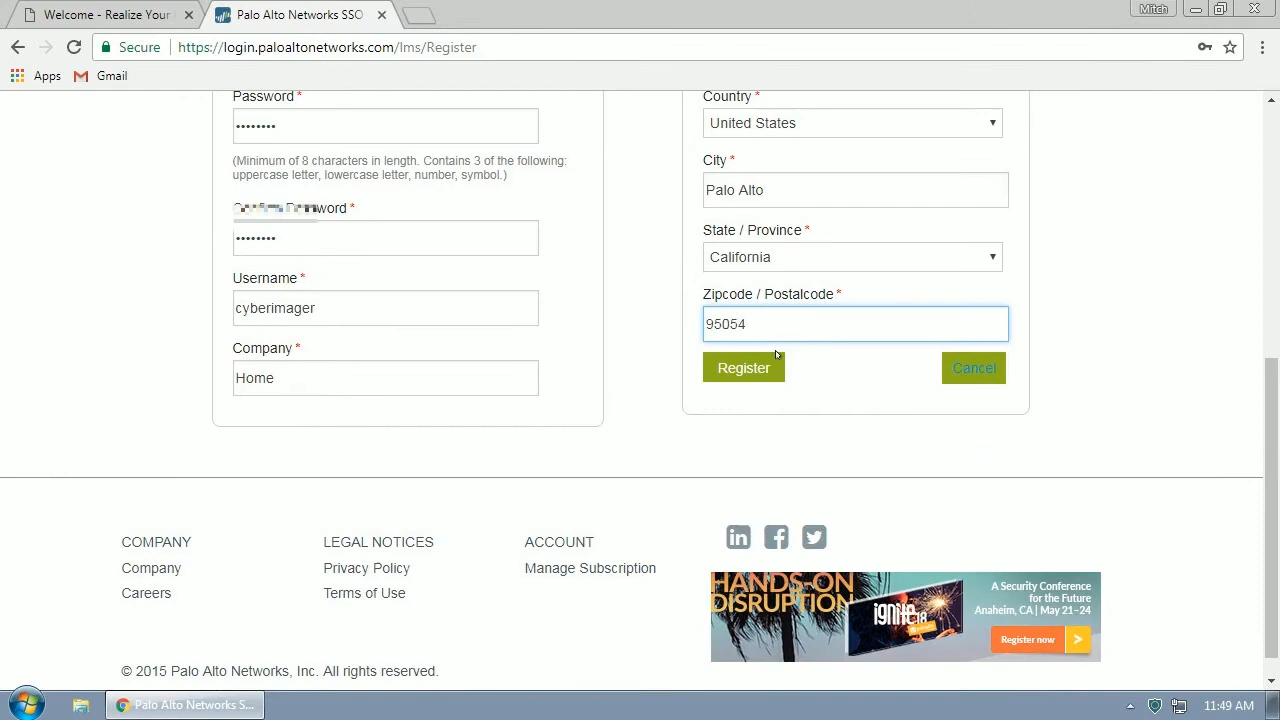 Welcome - Realize Your
Palo Alto Networks SSO
Mitch
Secure
https://login.paloaltonetworks.com/lms/Register
Apps
Gmail
Password *
••••••••
(Minimum of 8 characters in length. Contains 3 of the following:
uppercase letter, lowercase letter, number, symbol.)
Confirm Password *
••••••••
Username *
cyberimager
Company *
Home
Country *
United States
City *
Palo Alto
State / Province *
California
Zipcode / Postalcode *
95054
Register
Cancel
COMPANY
Company
Careers
LEGAL NOTICES
Privacy Policy
Terms of Use
ACCOUNT
Manage Subscription
HANDS-ON
DISRUPTION
ignite18
A Security Conference
for the Future
Anaheim, CA | May 21–24
Register now
© 2015 Palo Alto Networks, Inc. All rights reserved.
Palo Alto Networks S...
11:49 AM